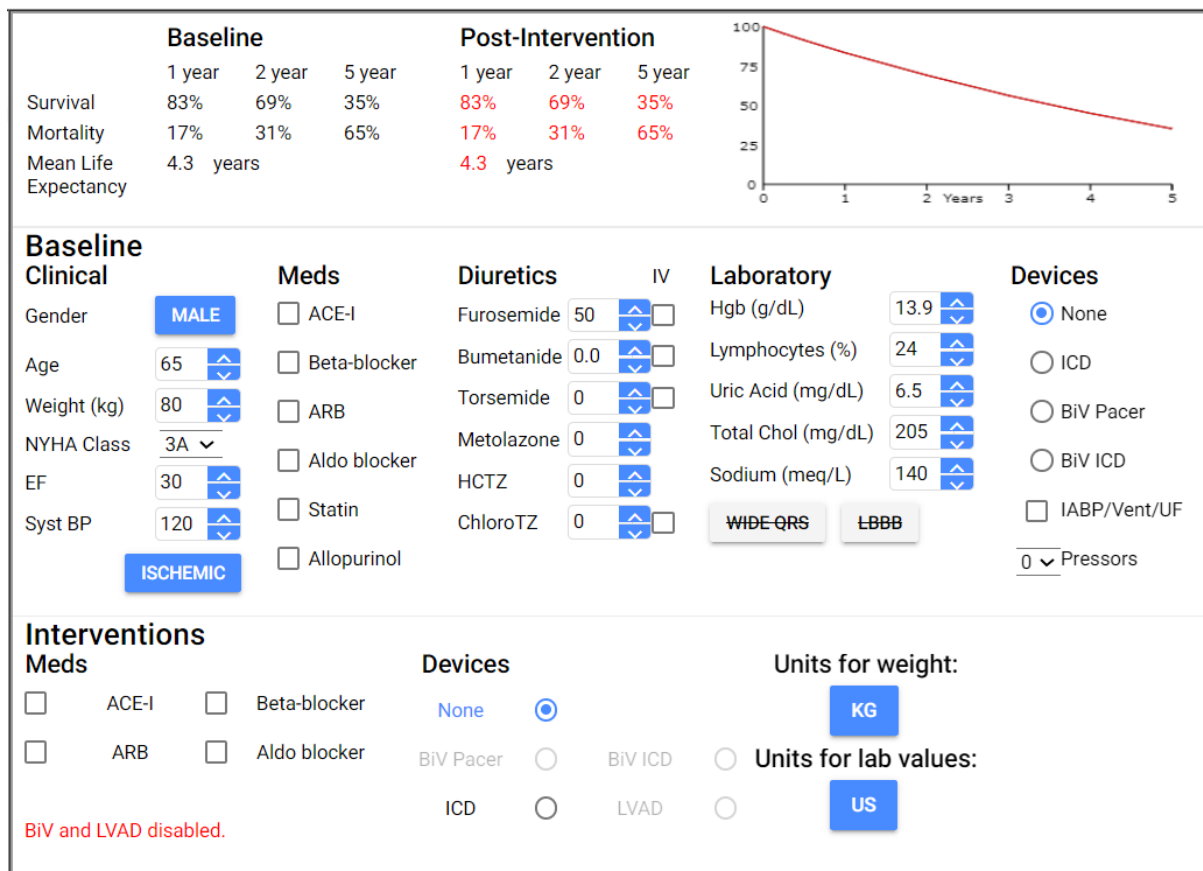 Baseline Post-Intervention
1 year 2 year 5 year 1 year 2 year 5 year
Survival 83% 69% 35% 83% 69% 35%
Mortality 17% 31% 65% 17% 31% 65%
Mean Life Expectancy 4.3 years 4.3 years
100
75
50
25
0
0 1 2 Years 3 4 5
Baseline
Clinical
Gender MALE
Age 65
Weight (kg) 80
NYHA Class 3A
EF 30
Syst BP 120
ISCHEMIC
Meds
ACE-I
Beta-blocker
ARB
Aldo blocker
Statin
Allopurinol
Diuretics IV
Furosemide 50
Bumetanide 0.0
Torsemide 0
Metolazone 0
HCTZ 0
ChloroTZ 0
Laboratory
Hgb (g/dL) 13.9
Lymphocytes (%) 24
Uric Acid (mg/dL) 6.5
Total Chol (mg/dL) 205
Sodium (meq/L) 140
WIDE QRS LBBB
Devices
None
ICD
BiV Pacer
BiV ICD
IABP/Vent/UF
0 Pressors
Interventions
Meds
ACE-I Beta-blocker
ARB Aldo blocker
BiV and LVAD disabled.
Devices
None
BiV Pacer BiV ICD
ICD LVAD
Units for weight:
KG
Units for lab values:
US